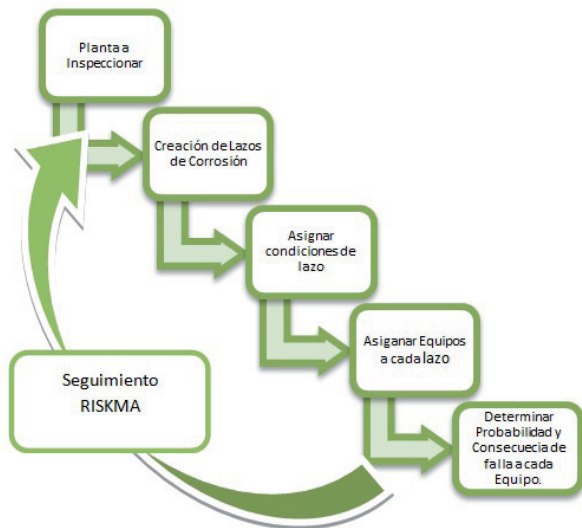 Planta a
Inspeccionar
Creación de Lazos
de Corrosión
Asignar
condiciones de
lazo
Asiganar Equipos
a cada lazo
Determinar
Probabilidad y
Consecuecia de
falla a cada
Equipo.
Seguimiento
RISKMA